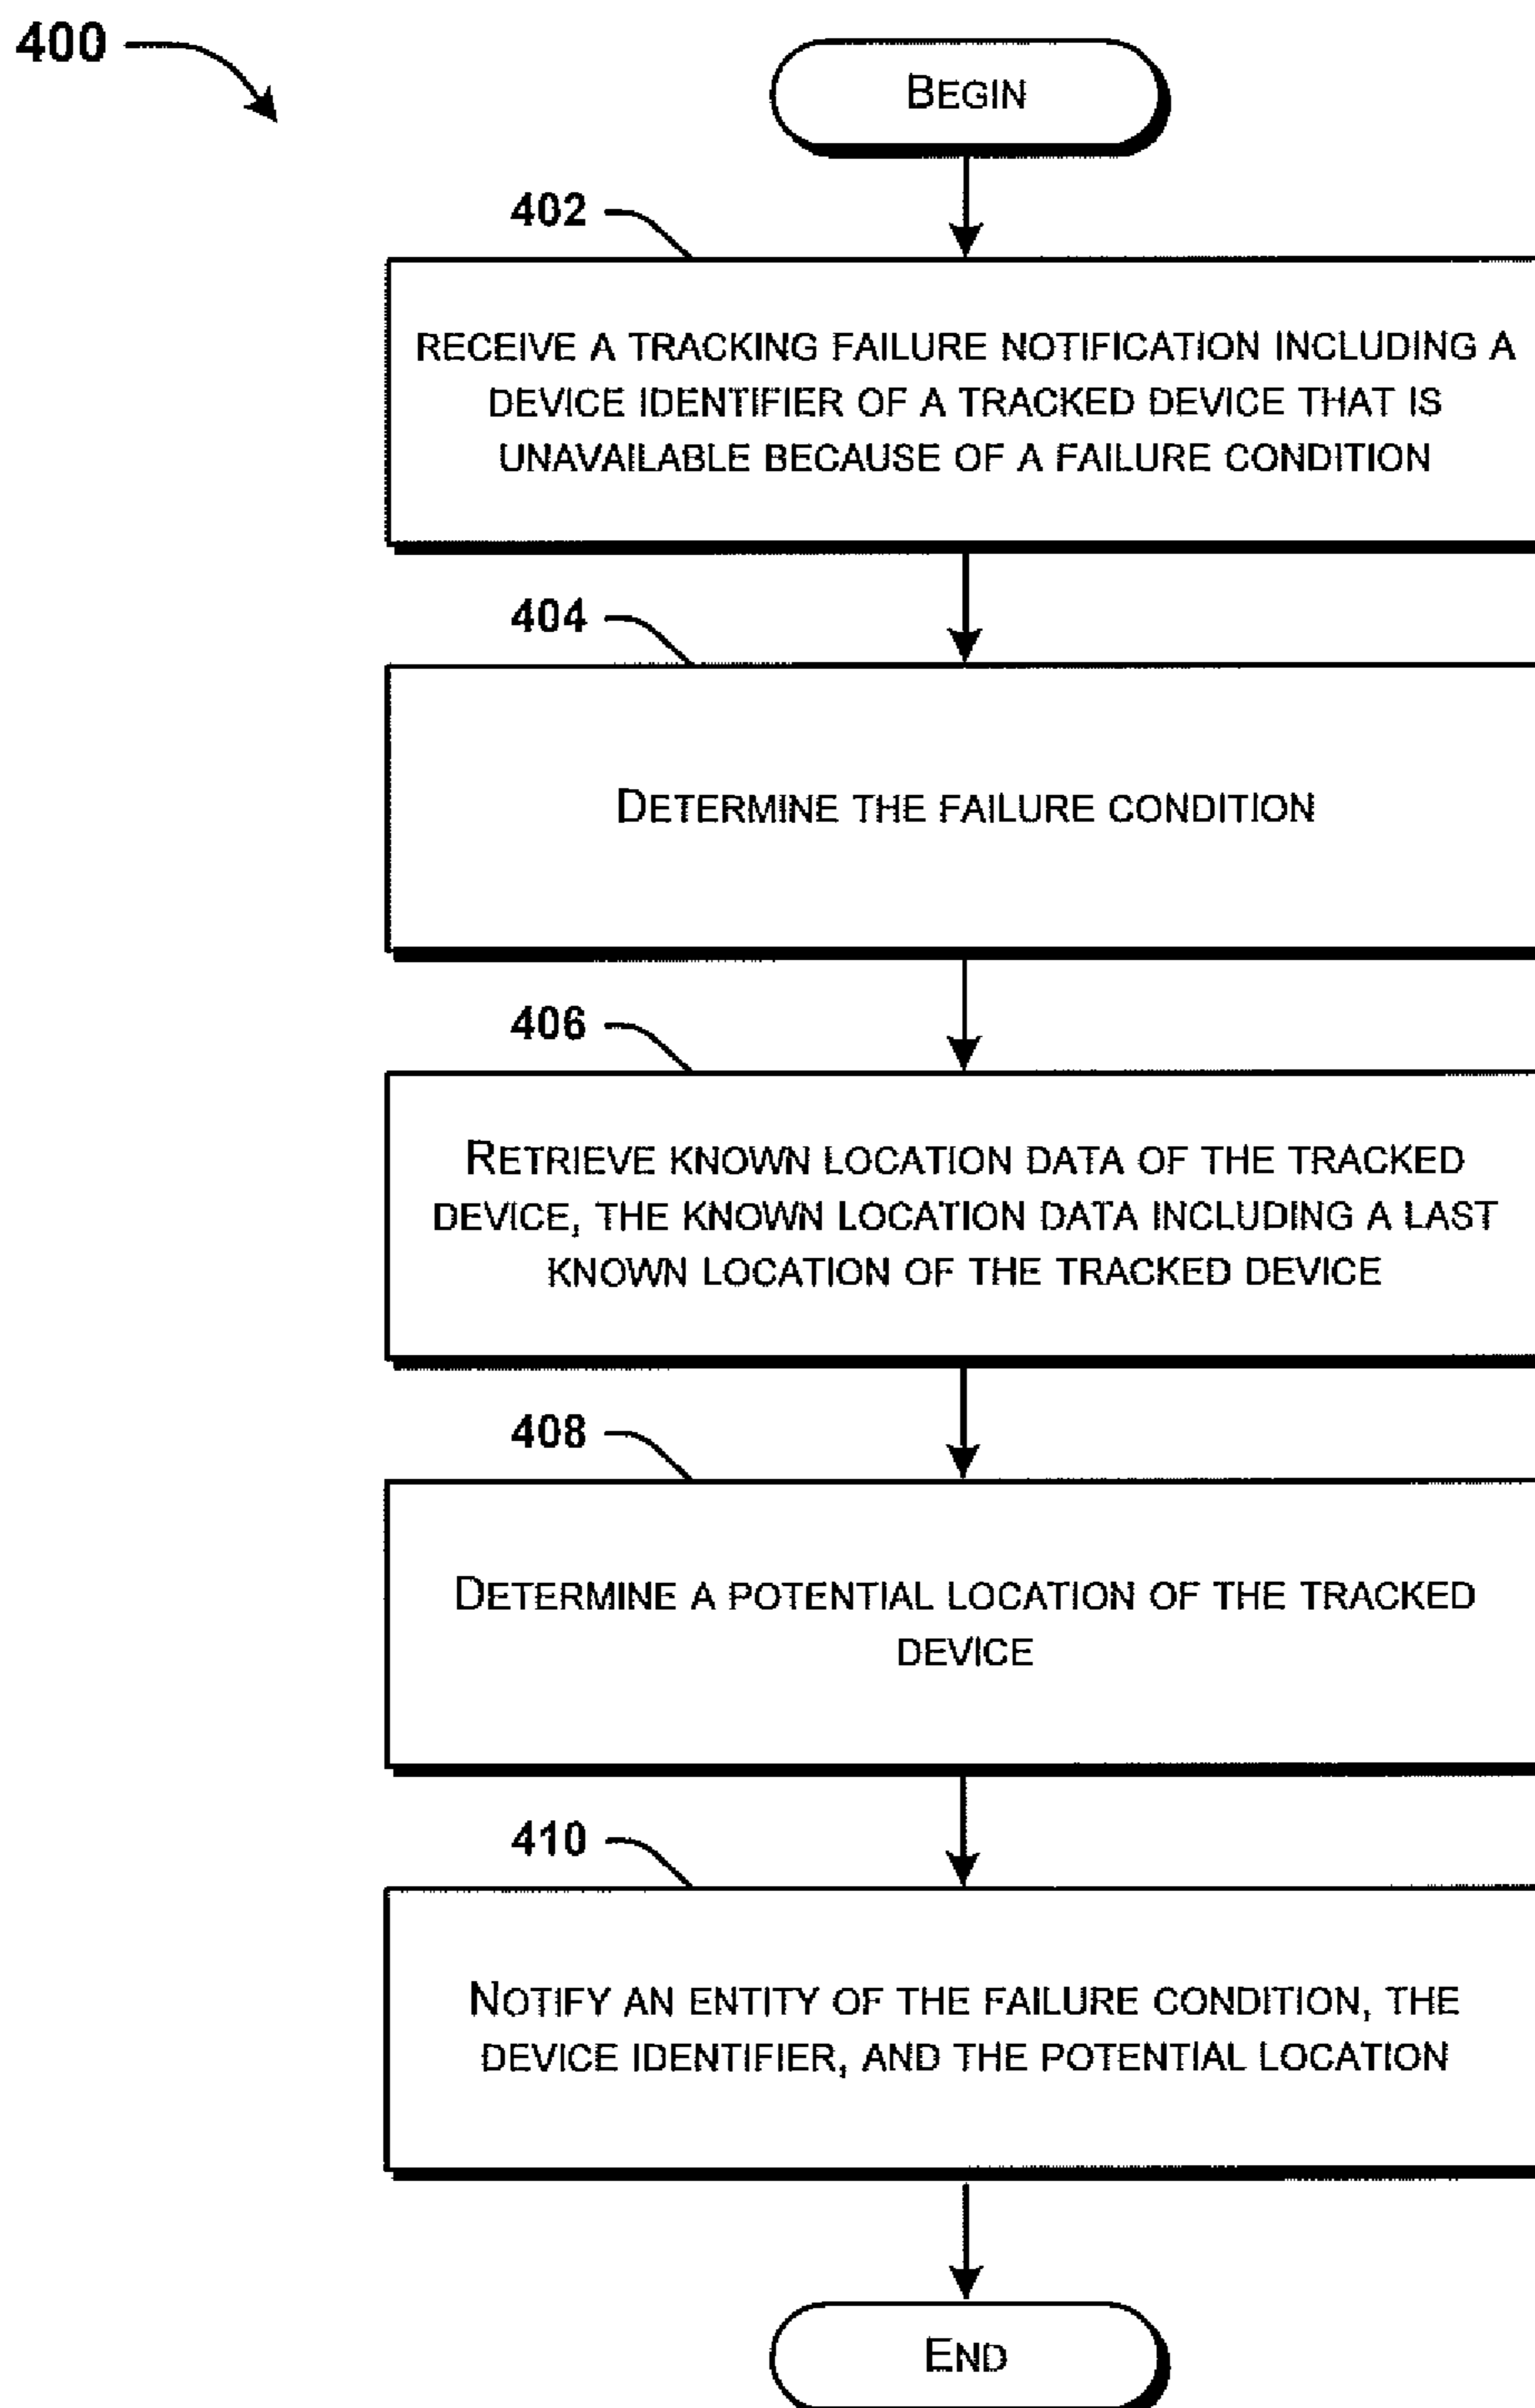 400
BEGIN
402
RECEIVE A TRACKING FAILURE NOTIFICATION INCLUDING A
DEVICE IDENTIFIER OF A TRACKED DEVICE THAT IS
UNAVAILABLE BECAUSE OF A FAILURE CONDITION
404
DETERMINE THE FAILURE CONDITION
406
RETRIEVE KNOWN LOCATION DATA OF THE TRACKED
DEVICE, THE KNOWN LOCATION DATA INCLUDING A LAST
KNOWN LOCATION OF THE TRACKED DEVICE
408
DETERMINE A POTENTIAL LOCATION OF THE TRACKED
DEVICE
410
NOTIFY AN ENTITY OF THE FAILURE CONDITION, THE
DEVICE IDENTIFIER, AND THE POTENTIAL LOCATION
END